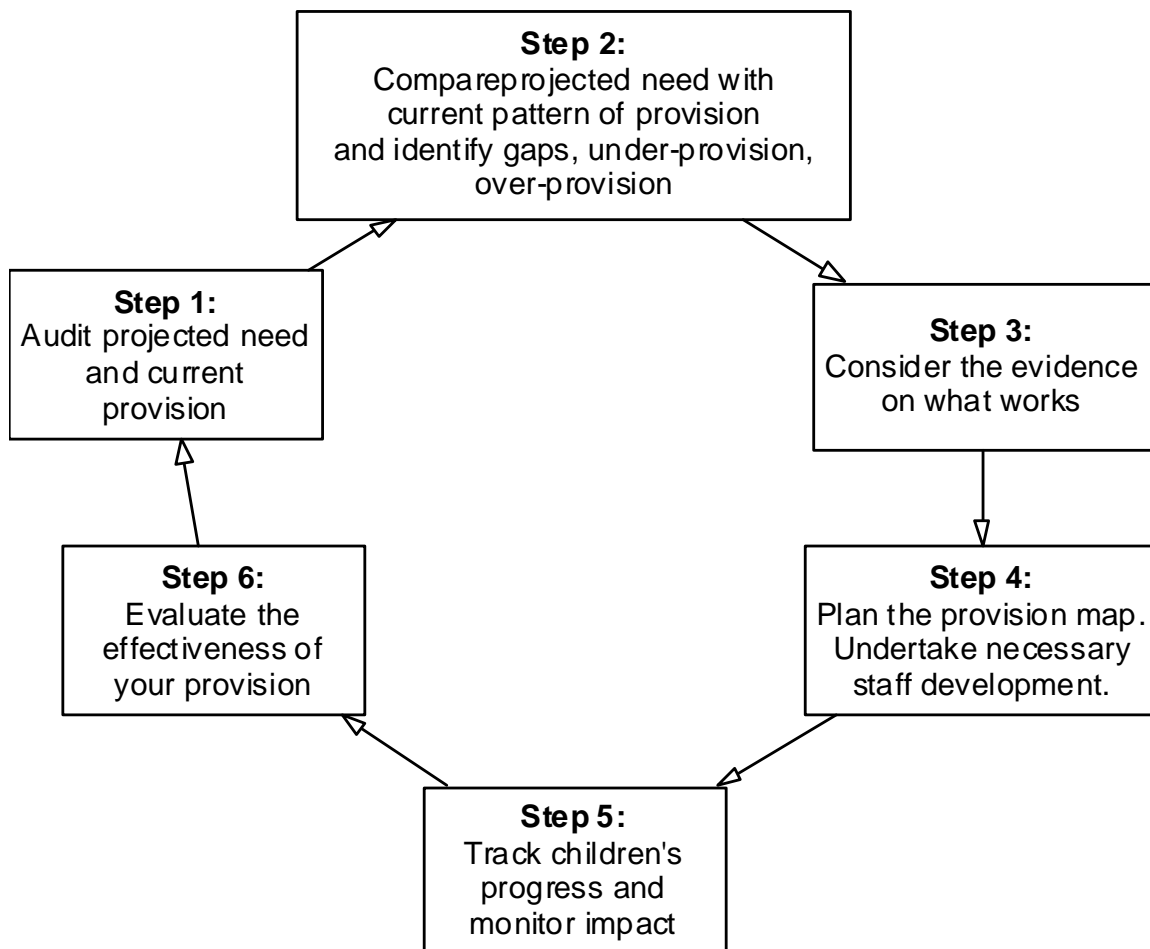 Step 1:
Audit projected need
and current
provision
Step 2:
Compareprojected need with
current pattern of provision
and identify gaps, under-provision,
over-provision
Step 3:
Consider the evidence
on what works
Step 4:
Plan the provision map.
Undertake necessary
staff development.
Step 5:
Track children's
progress and
monitor impact
Step 6:
Evaluate the
effectiveness of
your provision